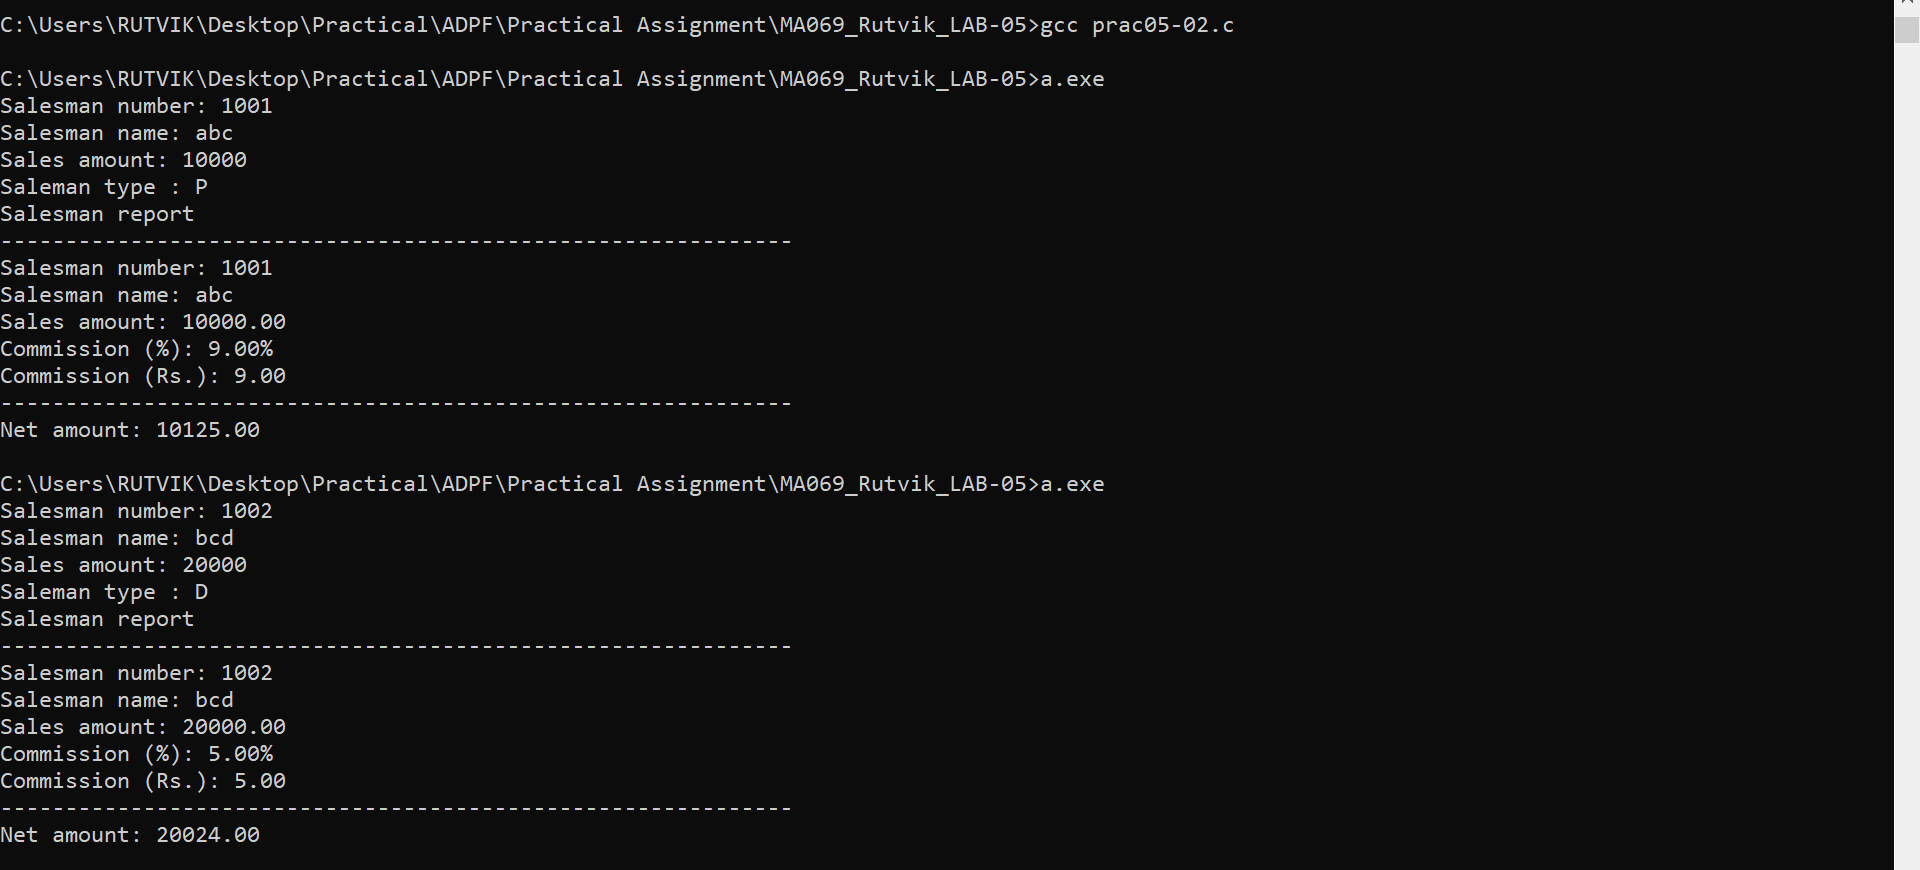 C:\Users\RUTVIK\Desktop\Practical\ADPF\Practical Assignment\MA069_Rutvik_LAB-05>gcc prac05-02.c
C:\Users\RUTVIK\Desktop\Practical\ADPF\Practical Assignment\MA069_Rutvik_LAB-05>a.exe
Salesman number: 1001
Salesman name: abc
Sales amount: 10000
Saleman type : P
Salesman report
-------------------------------------------------------------
Salesman number: 1001
Salesman name: abc
Sales amount: 10000.00
Commission (%): 9.00%
Commission (Rs.): 9.00
-------------------------------------------------------------
Net amount: 10125.00
C:\Users\RUTVIK\Desktop\Practical\ADPF\Practical Assignment\MA069_Rutvik_LAB-05>a.exe
Salesman number: 1002
Salesman name: bcd
Sales amount: 20000
Saleman type : D
Salesman report
-------------------------------------------------------------
Salesman number: 1002
Salesman name: bcd
Sales amount: 20000.00
Commission (%): 5.00%
Commission (Rs.): 5.00
-------------------------------------------------------------
Net amount: 20024.00